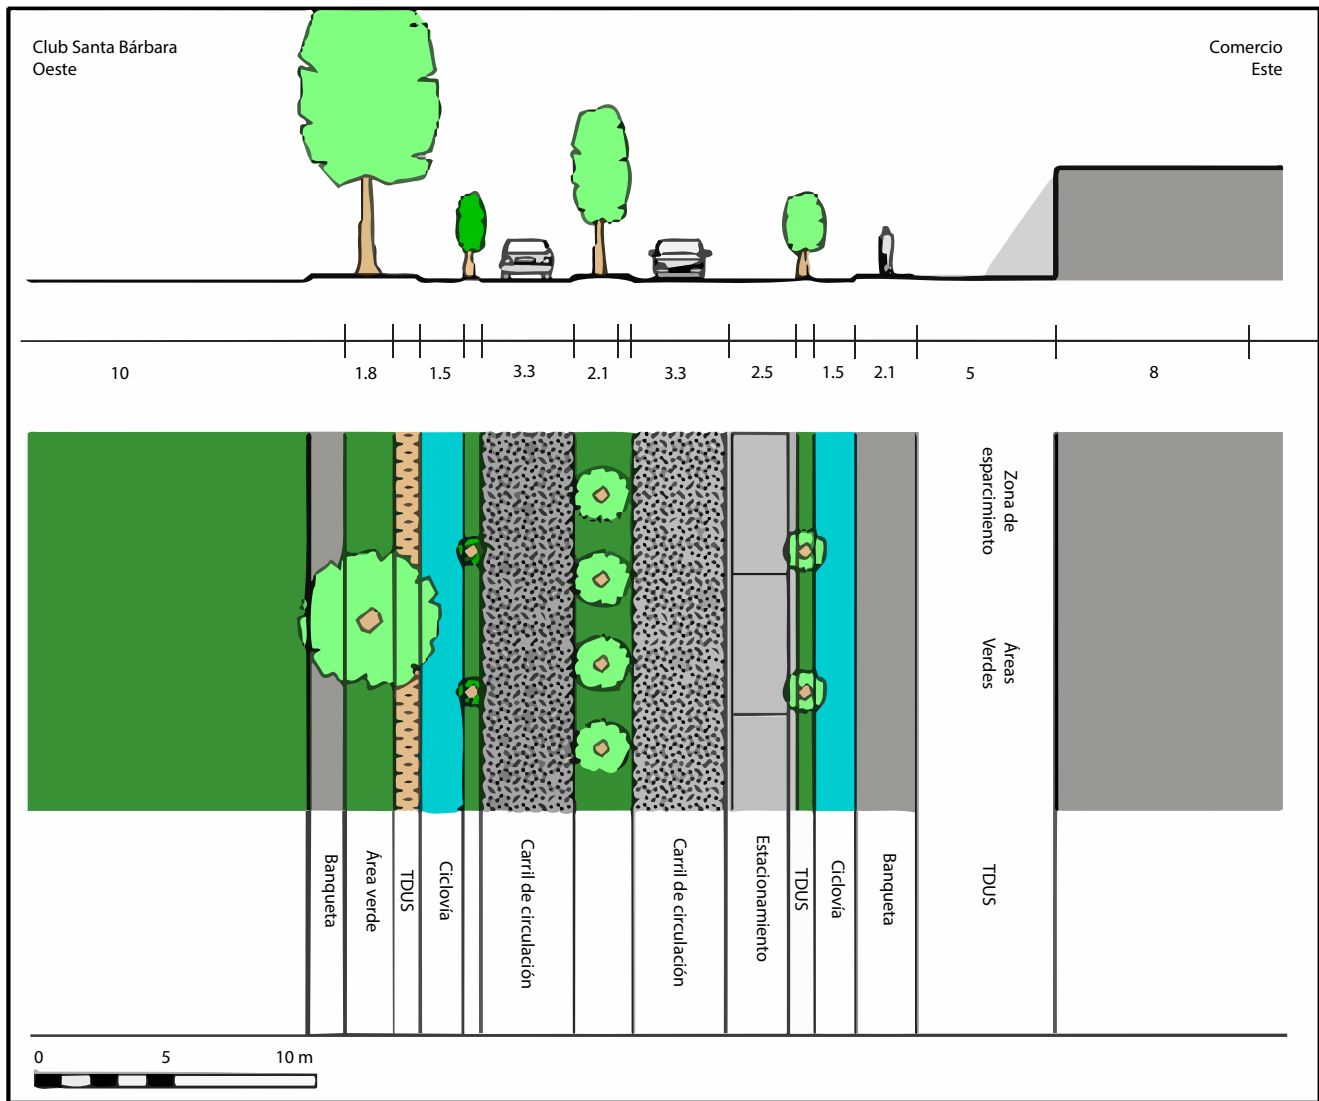 Club Santa Bárbara
Oeste
Comercio
Este
10
1.8
1.5
3.3
2.1
3.3
2.5
1.5
2.1
5
8
Zona de
esparcimiento
Áreas
Verdes
Banqueta
Área verde
TDUS
Ciclovía
Carril de circulación
Carril de circulación
Estacionamiento
TDUS
Ciclovía
Banqueta
TDUS
0
5
10 m